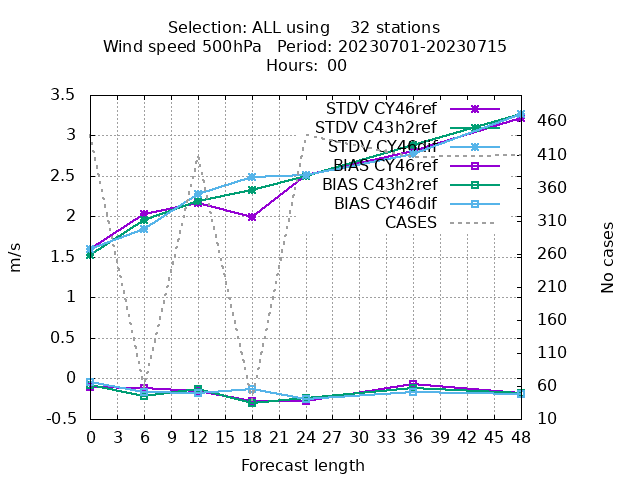 Selection: ALL using 32 stations
Wind speed 500hPa Period: 20230701-20230715
Hours: 00
STDV CY46ref
STDV C43h2ref
STDV CY46dif
BIAS CY46ref
BIAS C43h2ref
BIAS CY46dif
CASES
3.5
3
2.5
2
1.5
1
0.5
0
-0.5
m/s
460
410
360
310
260
210
160
110
60
10
No cases
0 3 6 9 12 15 18 21 24 27 30 33 36 39 42 45 48
Forecast length